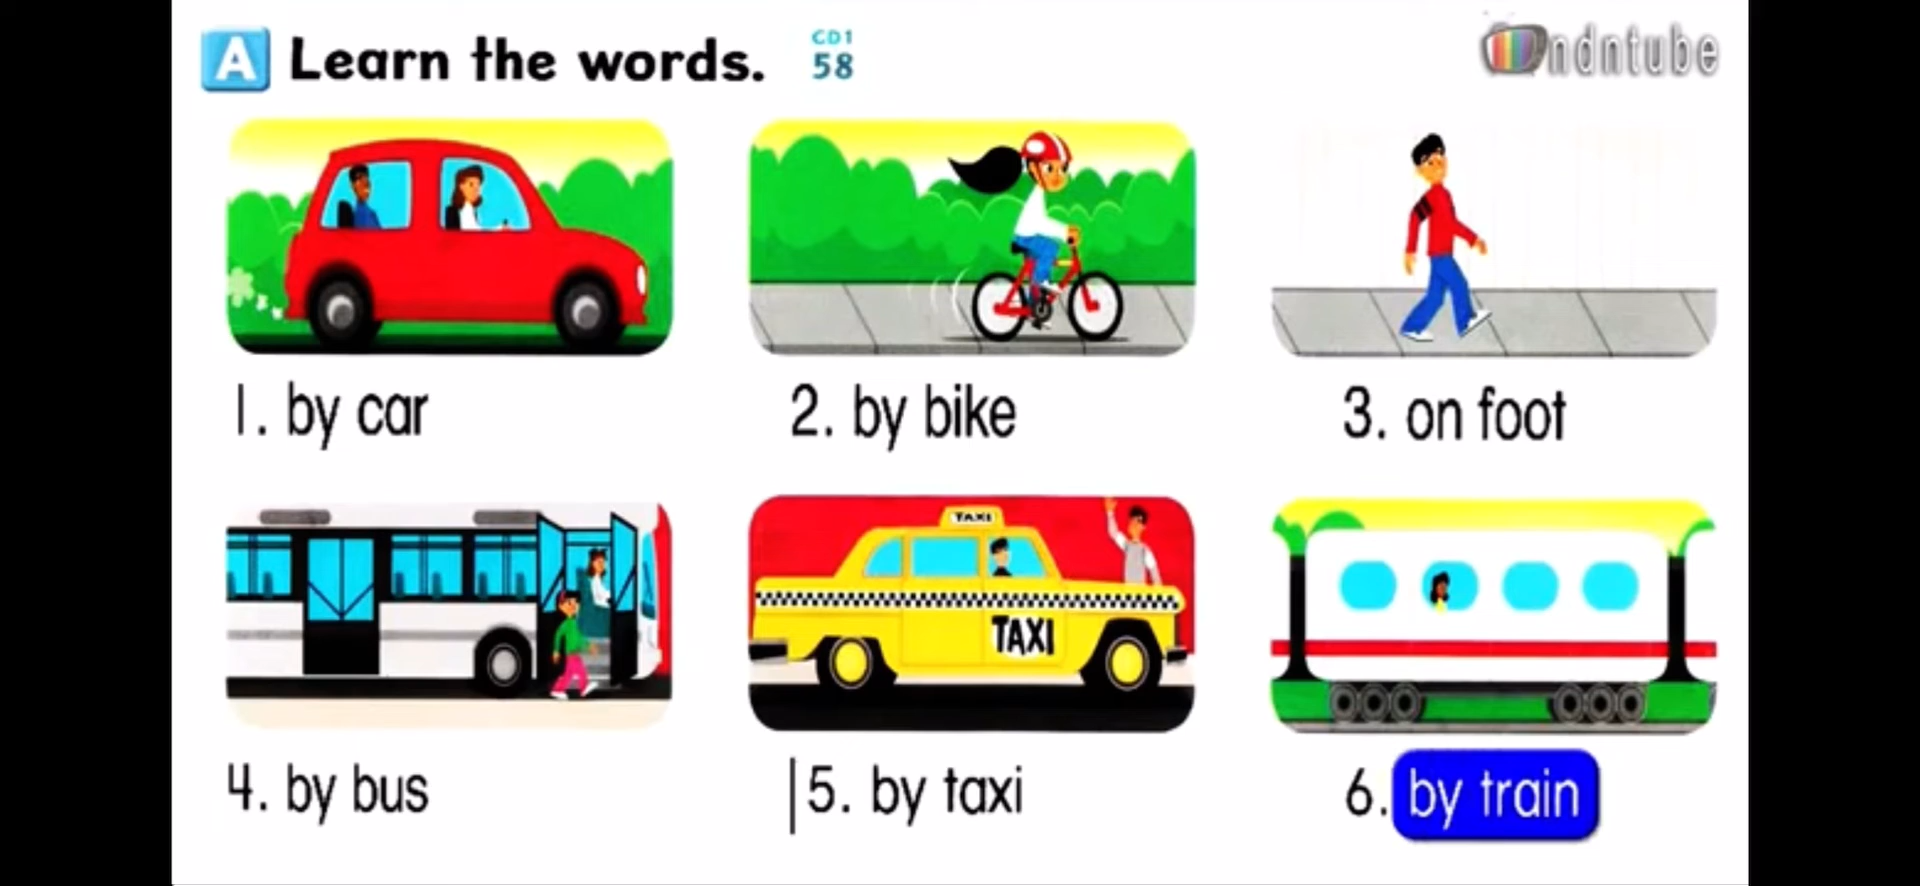 A Learn the words. CD1 58
ndntube
1. by car
2. by bike
3. on foot
TAXI
TAXI
4. by bus
5. by taxi
6. by train